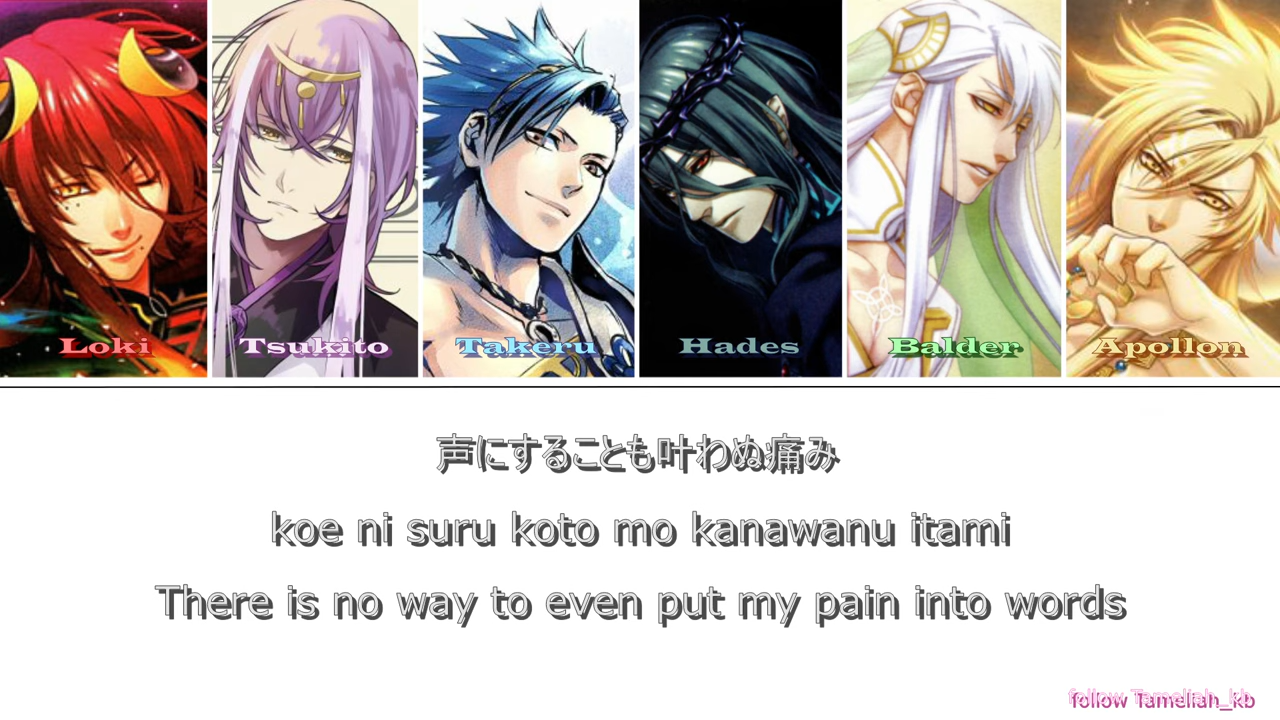 Loki Tsukito Takeru Hades Balder Apollon
声にすることも叶わぬ痛み
koe ni suru koto mo kanawanu itami
There is no way to even put my pain into words
follow Tameliah_kb